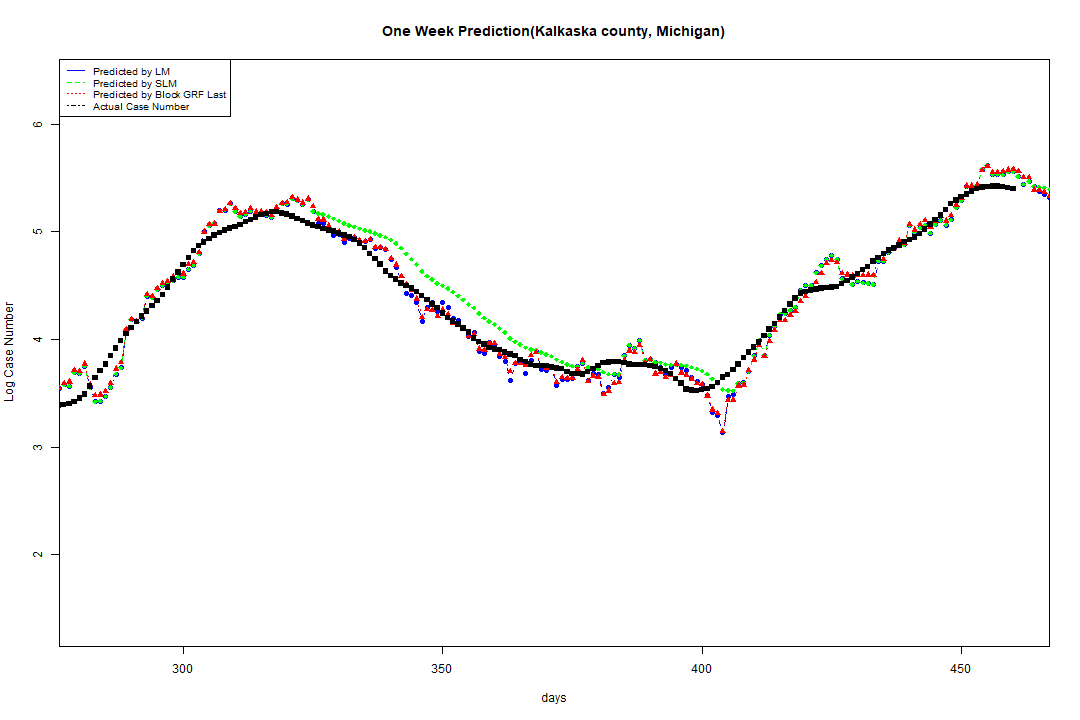 One Week Prediction(Kalkaska county, Michigan)
Predicted by LM
Predicted by SLM
Predicted by Block GRF Last
Actual Case Number
6
5
4
3
2
Log Case Number
300
350
400
450
days